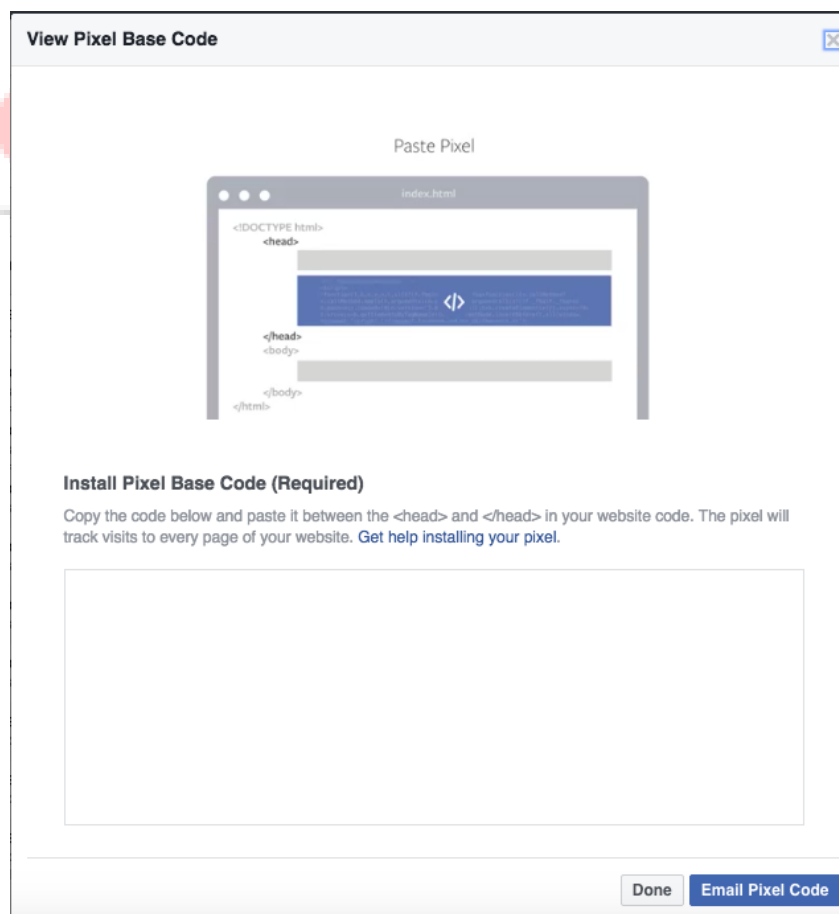 View Pixel Base Code
Paste Pixel
index.html
<!DOCTYPE html>
<head>
</>
</head>
<body>
</body>
</html>
Install Pixel Base Code (Required)
Copy the code below and paste it between the <head> and </head> in your website code. The pixel will
track visits to every page of your website. Get help installing your pixel.
Done
Email Pixel Code